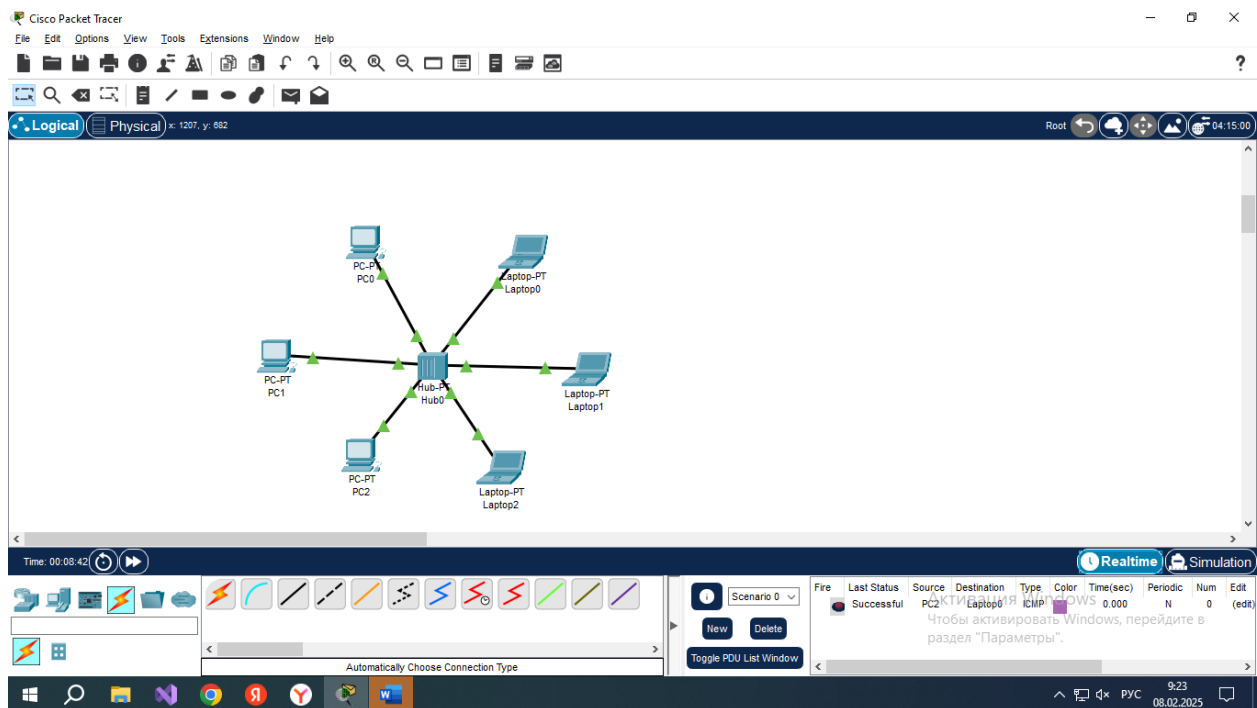 Cisco Packet Tracer
File Edit Options View Tools Extensions Window Help
?
Logical Physical x: 1207, y: 682 Root 04:15:00
PC-PT
PC0
Laptop-PT
Laptop0
PC-PT
PC1
Hub-PT
Hub0
Laptop-PT
Laptop1
PC-PT
PC2
Laptop-PT
Laptop2
Time: 00:08:42 Realtime Simulation
Scenario 0
New Delete
Toggle PDU List Window
Fire Last Status Source Destination Type Color Time(sec) Periodic Num Edit
Successful PC2 Laptop0 ICMP 0.000 N 0 (edit)
Активация Windows
Чтобы активировать Windows, перейдите в
раздел "Параметры".
Automatically Choose Connection Type
РУС 9:23
08.02.2025